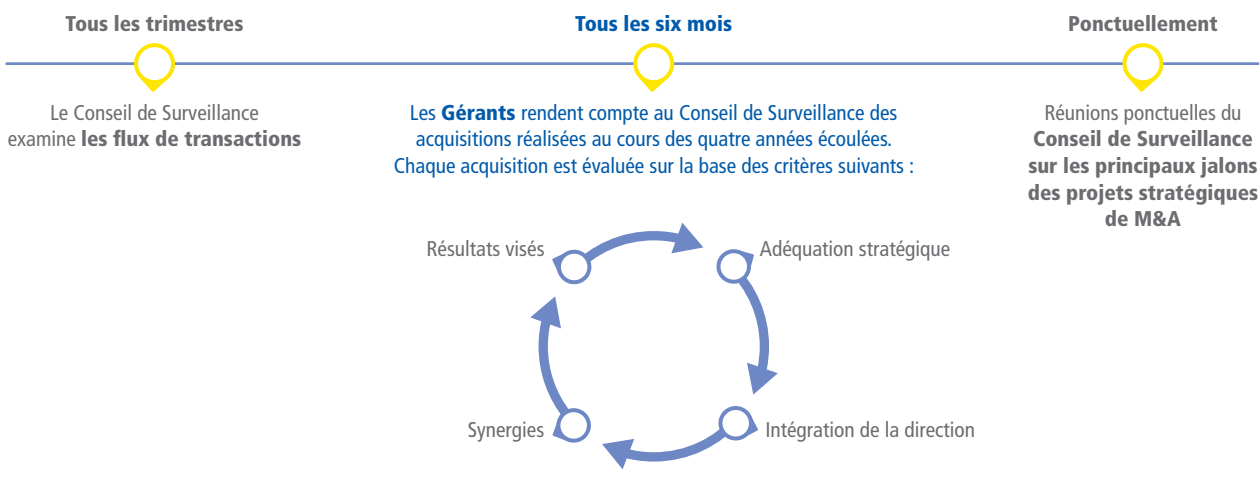 Tous les trimestres
Le Conseil de Surveillance
examine les flux de transactions
Tous les six mois
Les Gérants rendent compte au Conseil de Surveillance des
acquisitions réalisées au cours des quatre années écoulées.
Chaque acquisition est évaluée sur la base des critères suivants :
Résultats visés
Adéquation stratégique
Synergies
Intégration de la direction
Ponctuellement
Réunions ponctuelles du
Conseil de Surveillance
sur les principaux jalons
des projets stratégiques
de M&A